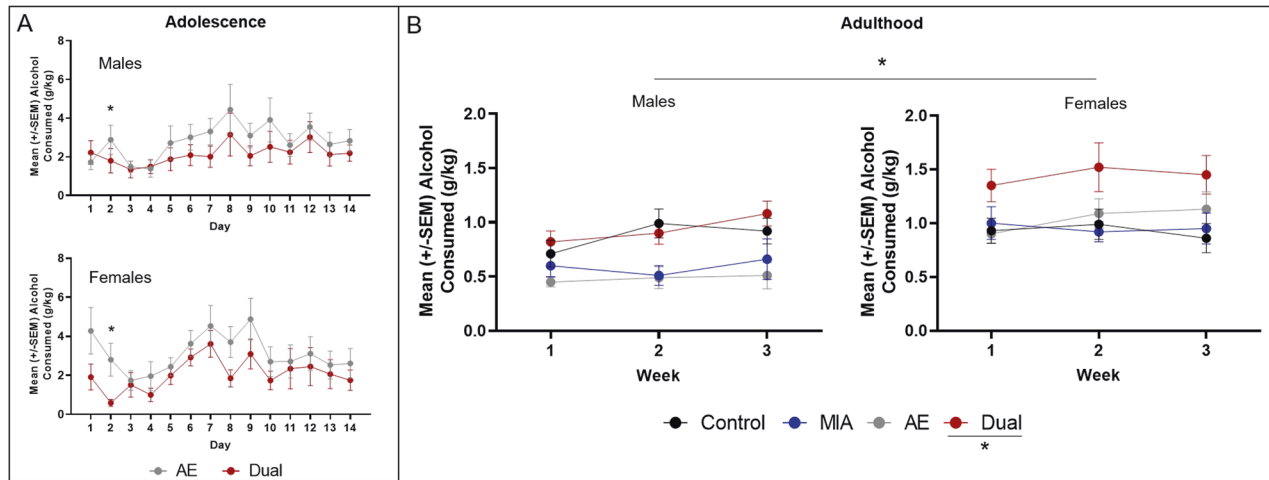 A
Adolescence
Mean (+/-SEM) Alcohol
Consumed (g/kg)
8
6
4
2
0
Males
*
1 2 3 4 5 6 7 8 9 10 11 12 13 14
Day
Mean (+/-SEM) Alcohol
Consumed (g/kg)
8
6
4
2
0
Females
*
1 2 3 4 5 6 7 8 9 10 11 12 13 14
Day
AE Dual
B
Adulthood
*
Males
Mean (+/-SEM) Alcohol
Consumed (g/kg)
2.0
1.5
1.0
0.5
0.0
1 2 3
Week
Females
Mean (+/-SEM) Alcohol
Consumed (g/kg)
2.0
1.5
1.0
0.5
0.0
1 2 3
Week
Control MIA AE Dual
*